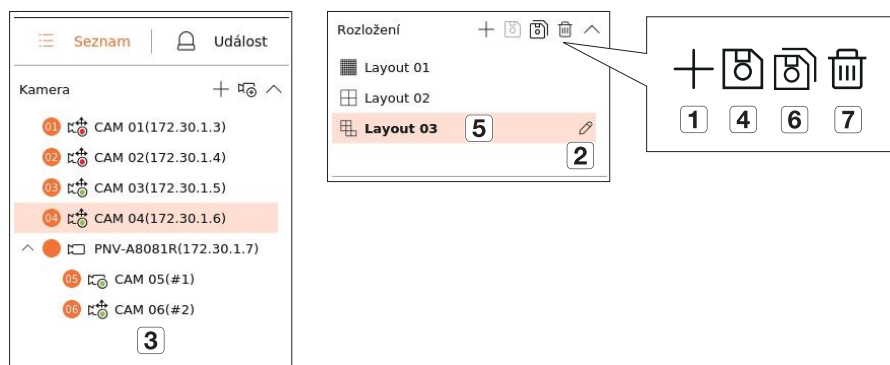 Seznam
Událost
Kamera
01 CAM 01(172.30.1.3)
02 CAM 02(172.30.1.4)
03 CAM 03(172.30.1.5)
04 CAM 04(172.30.1.6)
PNV-A8081R(172.30.1.7)
05 CAM 05(#1)
06 CAM 06(#2)
3
Rozložení
Layout 01
Layout 02
Layout 03 5
2
1 4 6 7